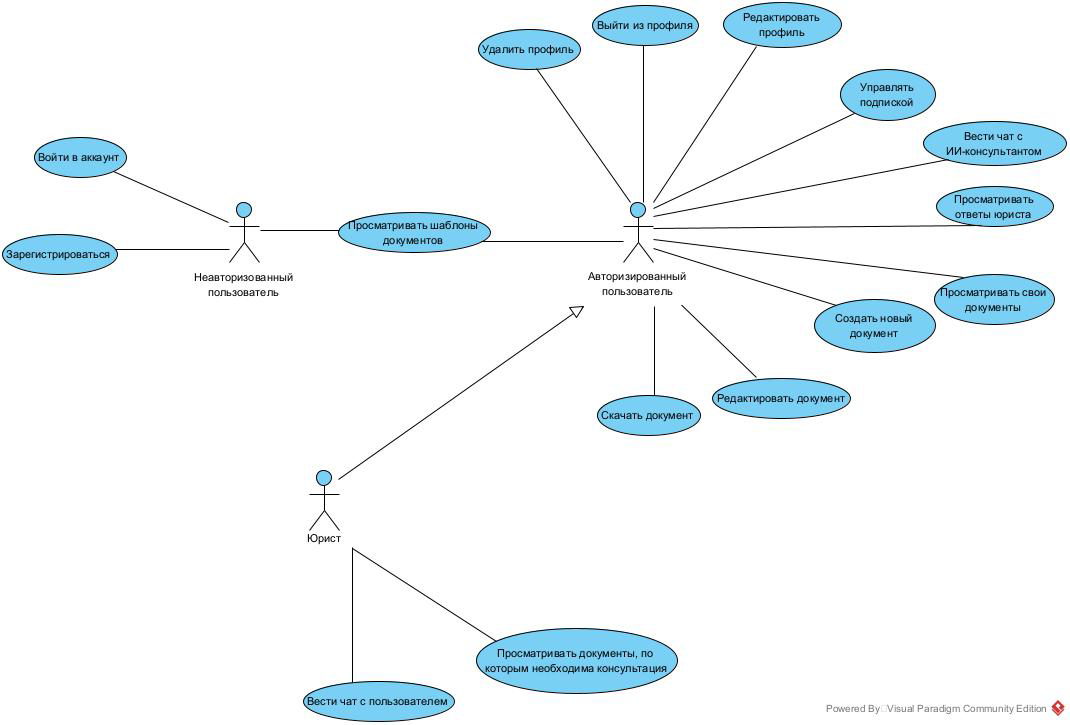 Удалить профиль
Выйти из профиля
Редактировать
профиль
Управлять
подпиской
Вести чат с
ИИ-консультантом
Войти в аккаунт
Зарегистрироваться
Неавторизованный
пользователь
Просматривать шаблоны
документов
Авторизированный
пользователь
Просматривать
ответы юриста
Просматривать свои
документы
Создать новый
документ
Редактировать документ
Скачать документ
Юрист
Просматривать документы, по
которым необходима консультация
Вести чат с пользователем
Powered By Visual Paradigm Community Edition